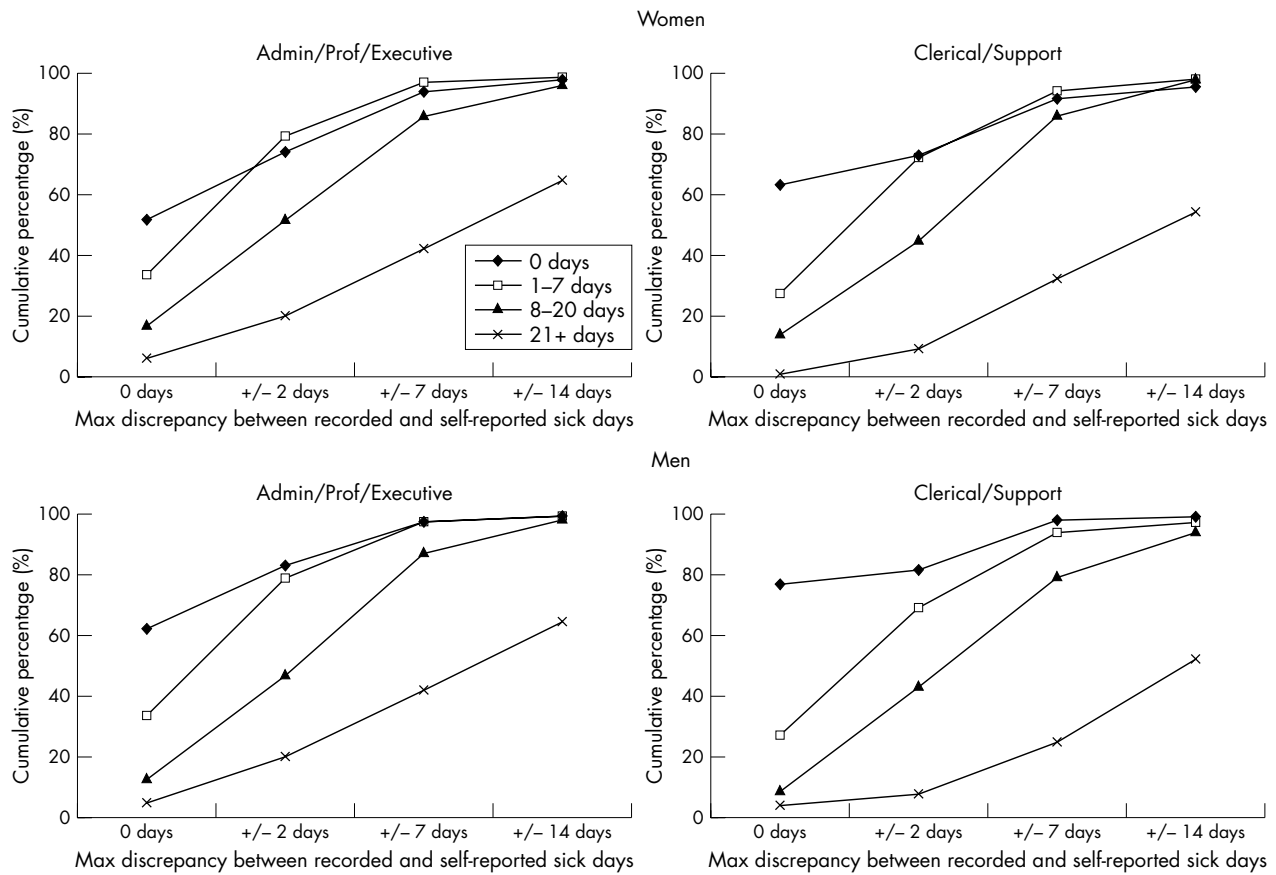 Women
Admin/Prof/Executive
Clerical/Support
Cumulative percentage (%)
100
80
60
40
20
0
0 days
1–7 days
8–20 days
21+ days
0 days
+/– 2 days
+/– 7 days
+/– 14 days
Max discrepancy between recorded and self-reported sick days
Cumulative percentage (%)
100
80
60
40
20
0
0 days
+/– 2 days
+/– 7 days
+/– 14 days
Max discrepancy between recorded and self-reported sick days
Men
Admin/Prof/Executive
Clerical/Support
Cumulative percentage (%)
100
80
60
40
20
0
0 days
+/– 2 days
+/– 7 days
+/– 14 days
Max discrepancy between recorded and self-reported sick days
Cumulative percentage (%)
100
80
60
40
20
0
0 days
+/– 2 days
+/– 7 days
+/– 14 days
Max discrepancy between recorded and self-reported sick days